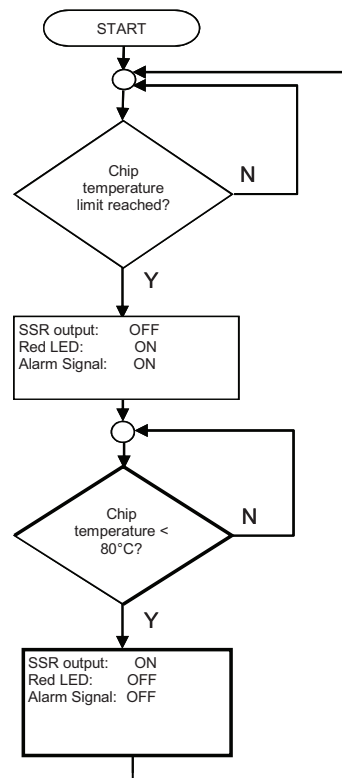 START
Chip
temperature
limit reached?
N
Y
SSR output: OFF
Red LED: ON
Alarm Signal: ON
Chip
temperature <
80°C?
N
Y
SSR output: ON
Red LED: OFF
Alarm Signal: OFF